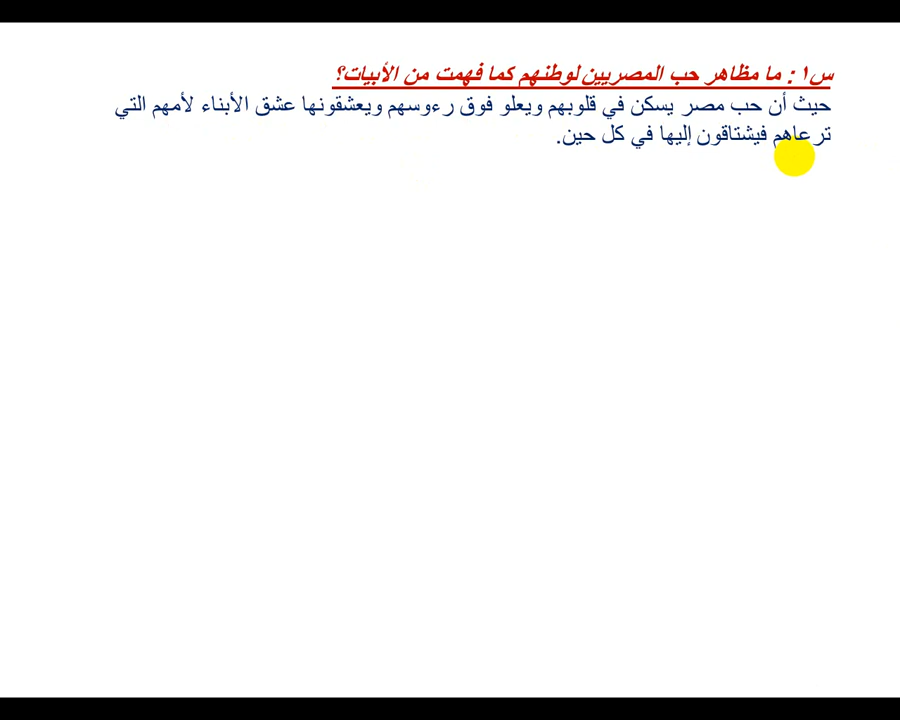 س١ : ما مظاهر حب المصريين لوطنهم كما فهمت من الأبيات؟
حيث أن حب مصر يسكن في قلوبهم ويعلو فوق رءوسهم ويعشقونها عشق الأبناء لأمهم التي
ترعاهم فيشتاقون إليها في كل حين.